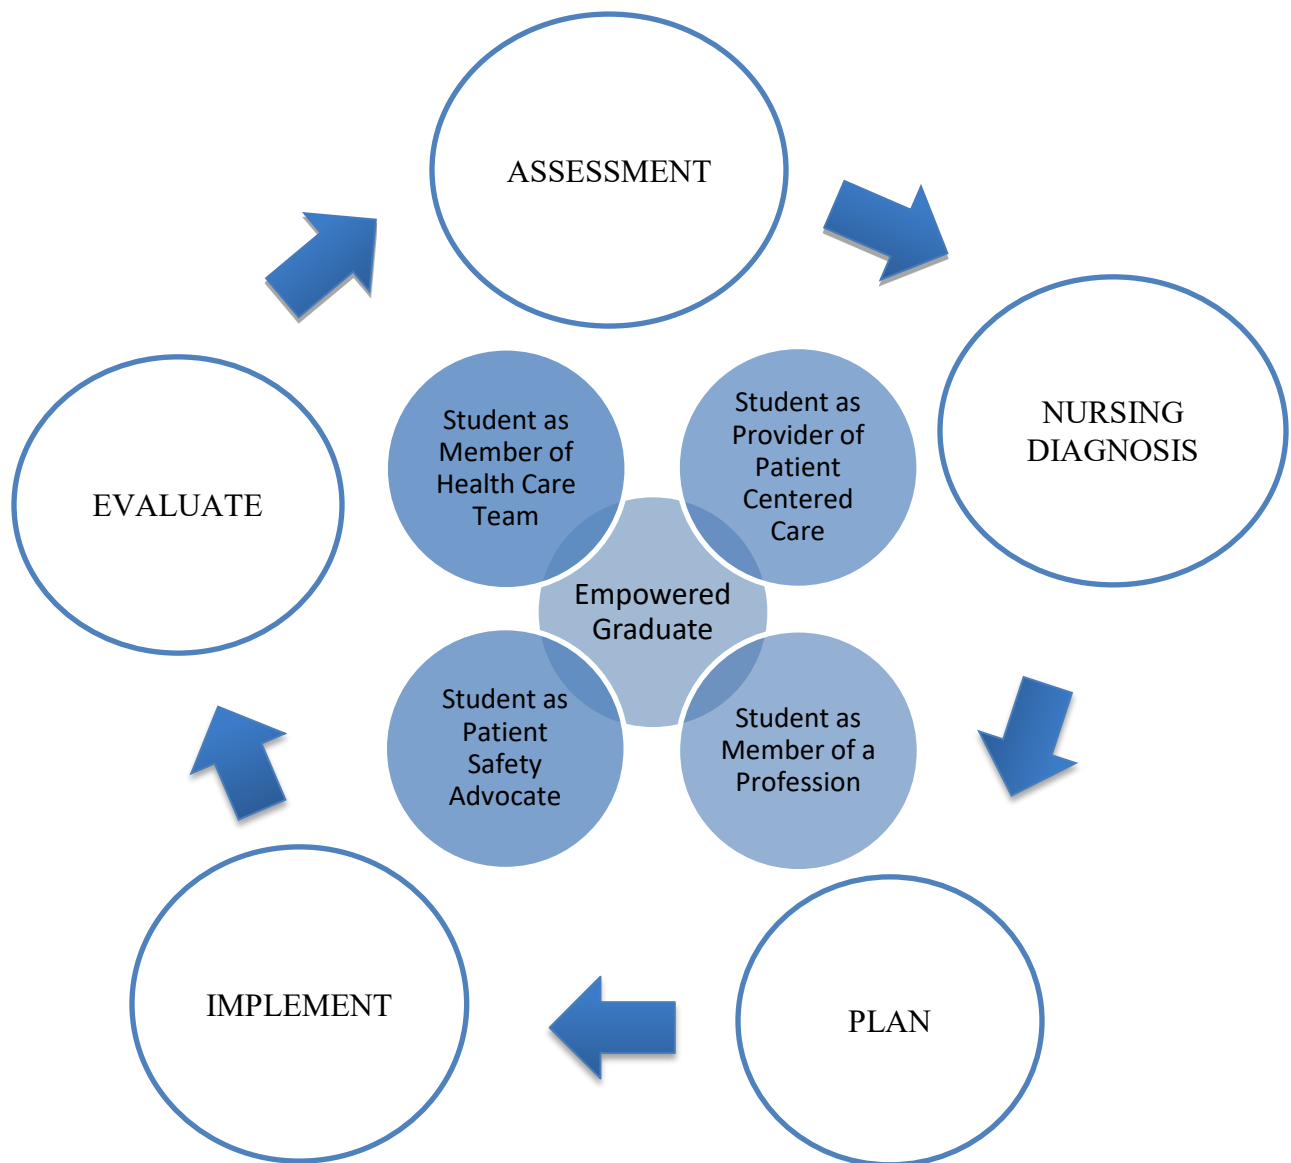 ASSESSMENT
NURSING
DIAGNOSIS
PLAN
IMPLEMENT
EVALUATE
Student as
Member of
Health Care
Team
Student as
Provider of
Patient
Centered
Care
Empowered
Graduate
Student as
Patient
Safety
Advocate
Student as
Member of a
Profession